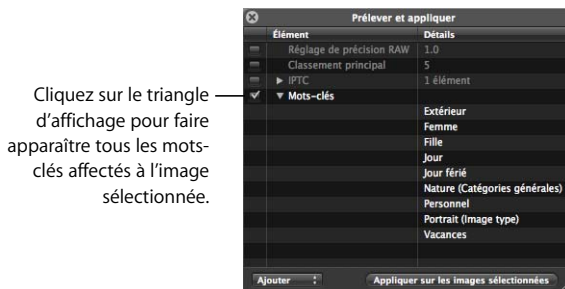 Prélever et appliquer
Élément Détails
Réglage de précision RAW 1.0
Classement principal 5
IPTC 1 élément
Mots-clés
Extérieur
Femme
Fille
Jour
Jour férié
Nature (Catégories générales)
Personnel
Portrait (Image type)
Vacances
Ajouter Appliquer sur les images sélectionnées
Cliquez sur le triangle
d’affichage pour faire
apparaître tous les mots-
clés affectés à l’image
sélectionnée.